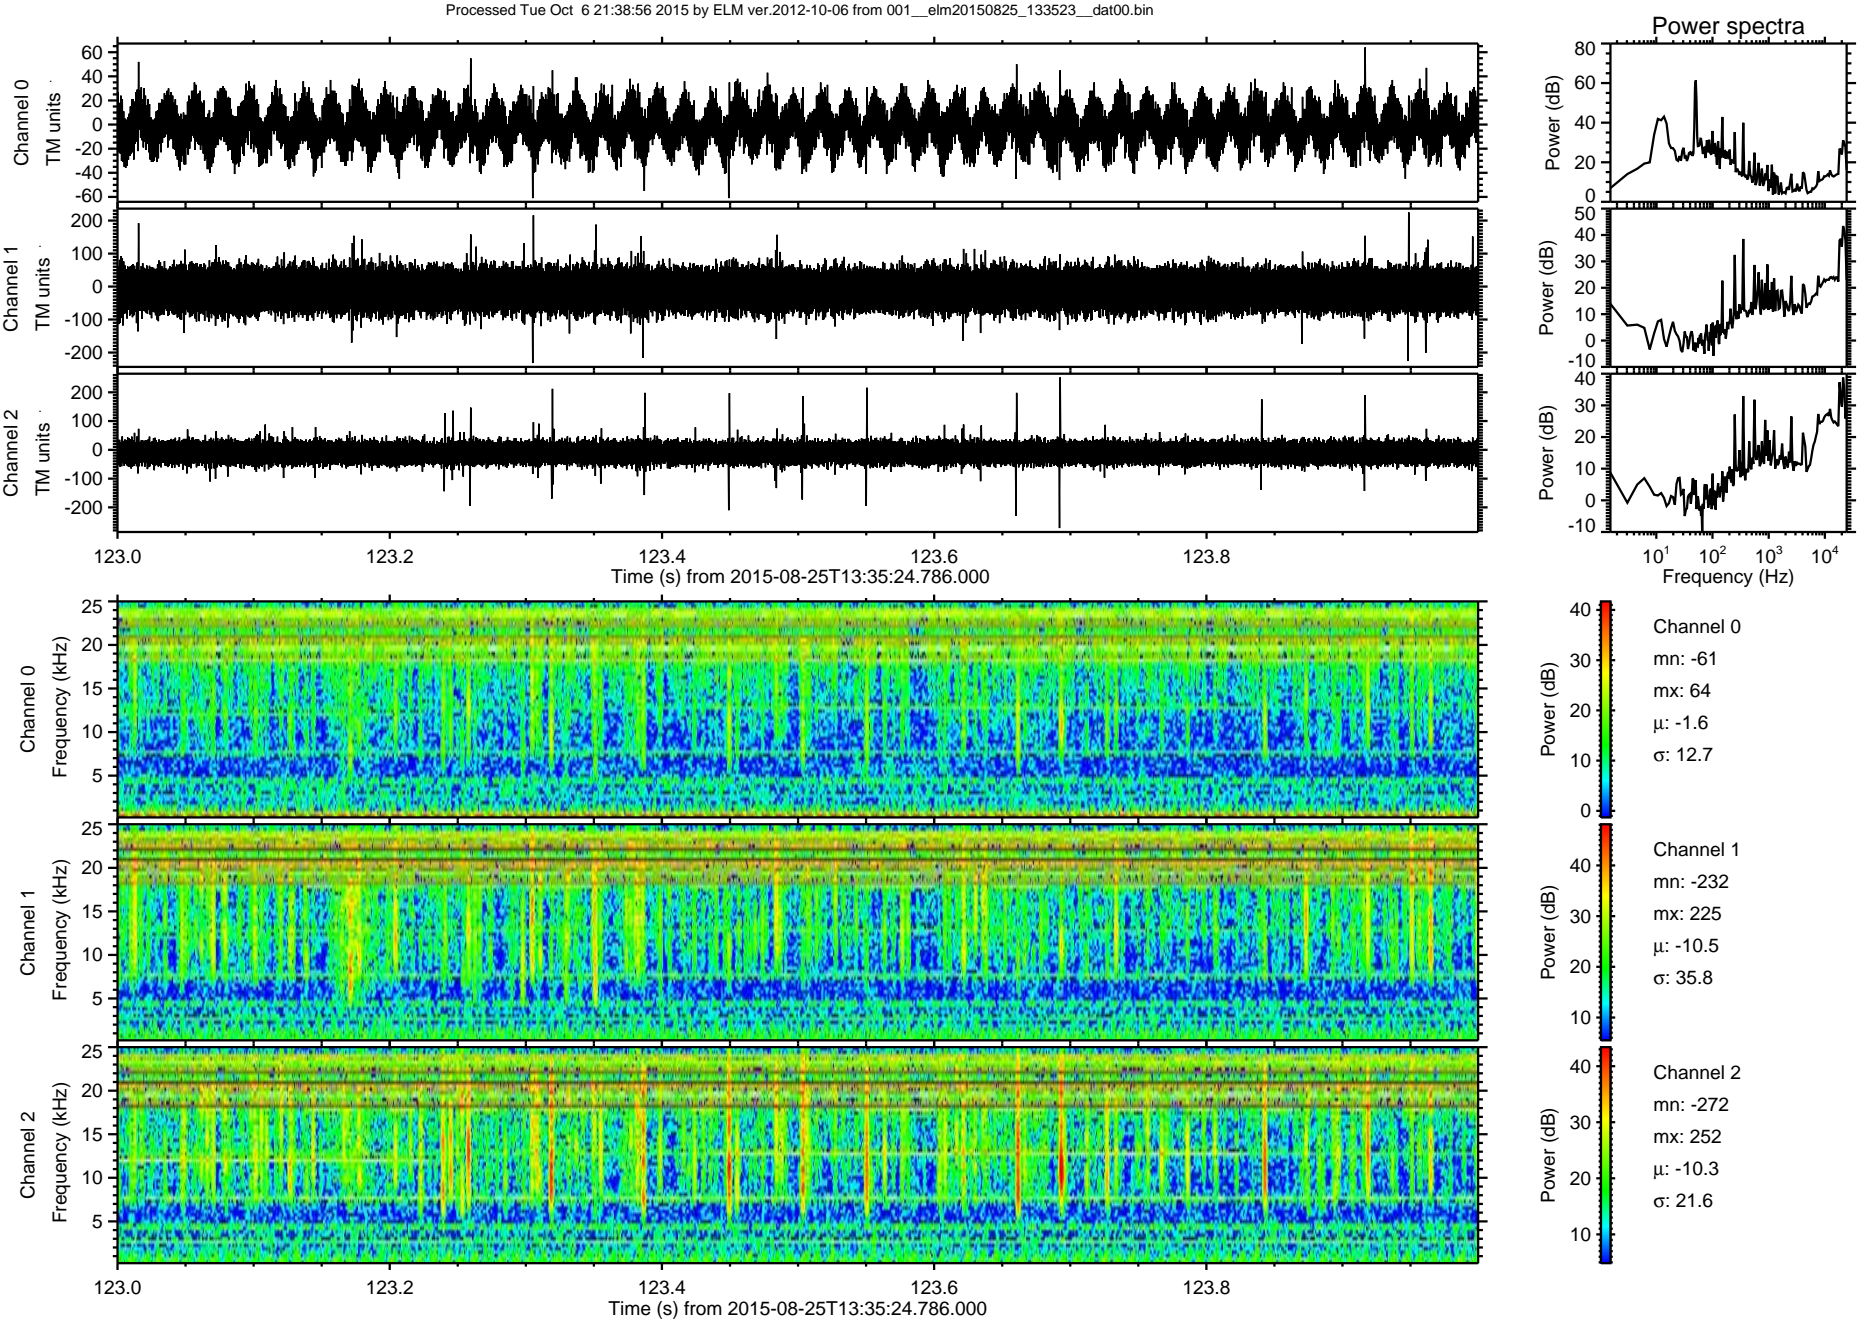 Processed Tue Oct  6 21:38:56 2015 by ELM ver.2012-10-06 from 001__elm20150825_133523__dat00.bin
Power spectra
Channel 0
TM units
60
40
20
0
-20
-40
-60
Power (dB)
80
60
40
20
0
Channel 1
TM units
200
100
0
-100
-200
Power (dB)
50
40
30
20
10
0
-10
Channel 2
TM units
200
100
0
-100
-200
Power (dB)
40
30
20
10
0
-10
123.0 123.2 123.4 123.6 123.8
Time (s) from 2015-08-25T13:35:24.786.000
10¹ 10² 10³ 10⁴
Frequency (Hz)
Channel 0
Frequency (kHz)
25
20
15
10
5
Power (dB)
40
30
20
10
0
Channel 0
mn: -61
mx: 64
μ: -1.6
σ: 12.7
Channel 1
Frequency (kHz)
25
20
15
10
5
Power (dB)
40
30
20
10
Channel 1
mn: -232
mx: 225
μ: -10.5
σ: 35.8
Channel 2
Frequency (kHz)
25
20
15
10
5
Power (dB)
40
30
20
10
Channel 2
mn: -272
mx: 252
μ: -10.3
σ: 21.6
123.0 123.2 123.4 123.6 123.8
Time (s) from 2015-08-25T13:35:24.786.000